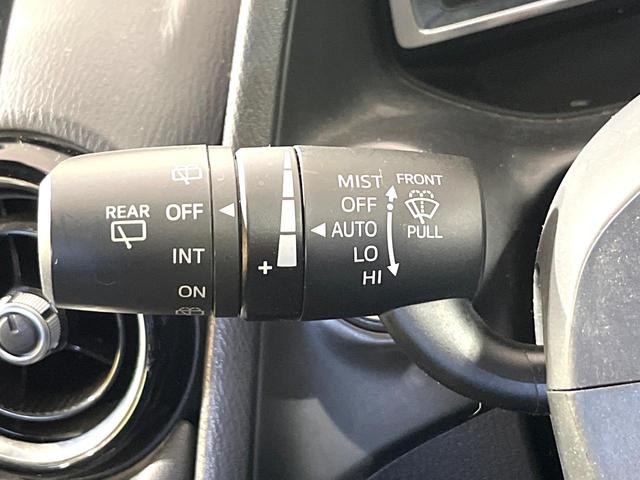 REAR
OFF
INT
ON
+
MIST
OFF
AUTO
LO
HI
FRONT
PULL